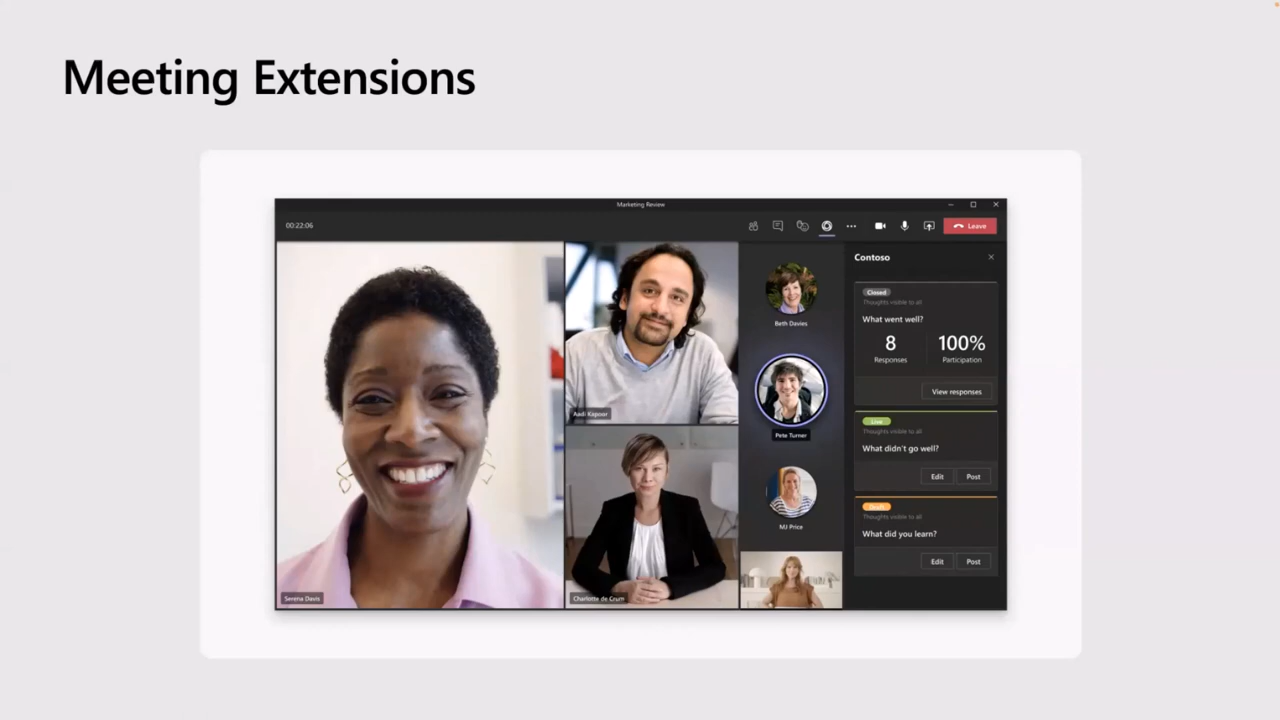 Meeting Extensions
Marketing Review
00:22:06
Leave
Contoso
Closed
Thoughts visible to all
What went well?
8
100%
Responses
Participation
View responses
Live
Thoughts visible to all
What didn't go well?
Edit
Post
Draft
Thoughts visible to all
What did you learn?
Edit
Post
Beth Davies
Aadi Kapoor
Pete Turner
MJ Price
Serena Davis
Charlotte de Crum